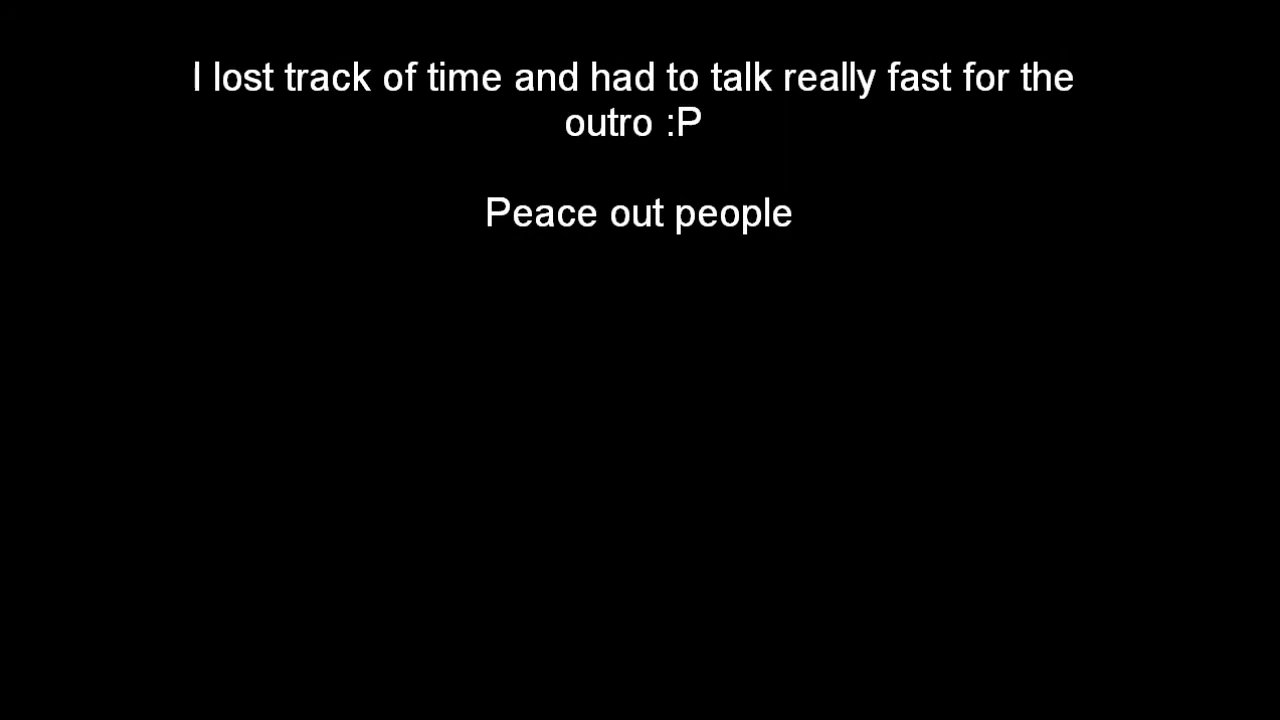 I lost track of time and had to talk really fast for the
outro :P
Peace out people